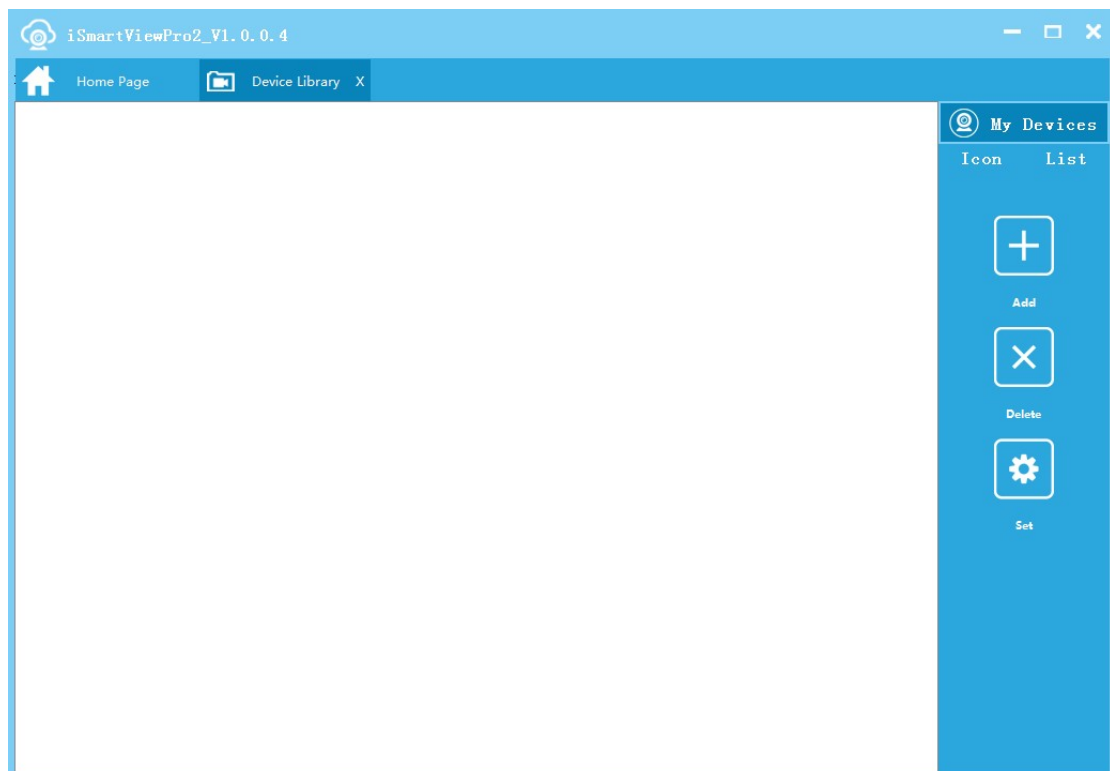 iSmartViewPro2_V1.0.0.4
Home Page Device Library X
My Devices
Icon List
Add
Delete
Set